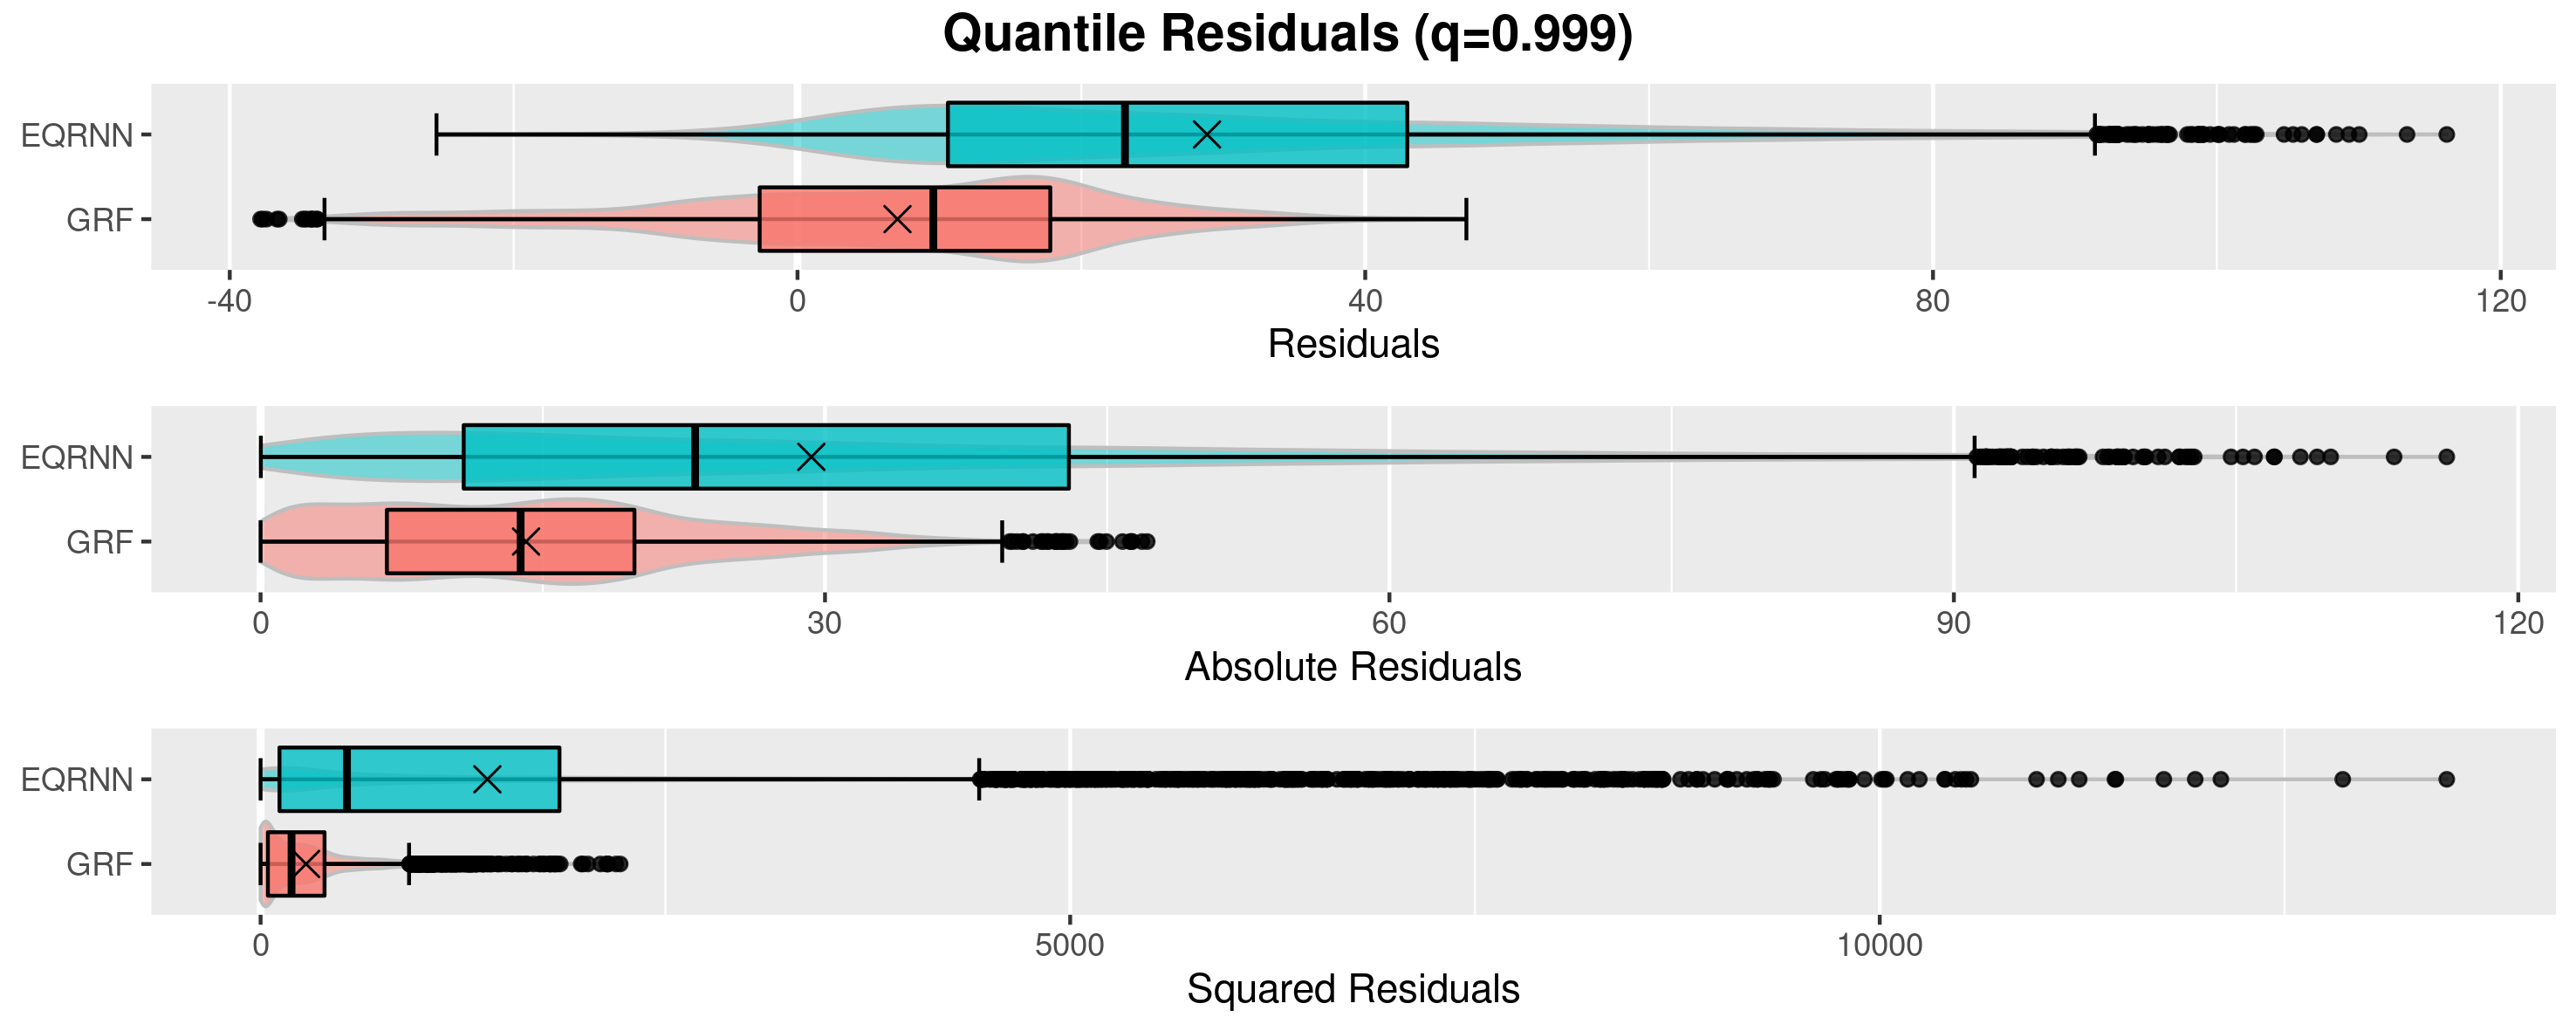 Quantile Residuals (q=0.999)
EQRNN
GRF
-40 0 40 80 120
Residuals
EQRNN
GRF
0 30 60 90 120
Absolute Residuals
EQRNN
GRF
0 5000 10000
Squared Residuals